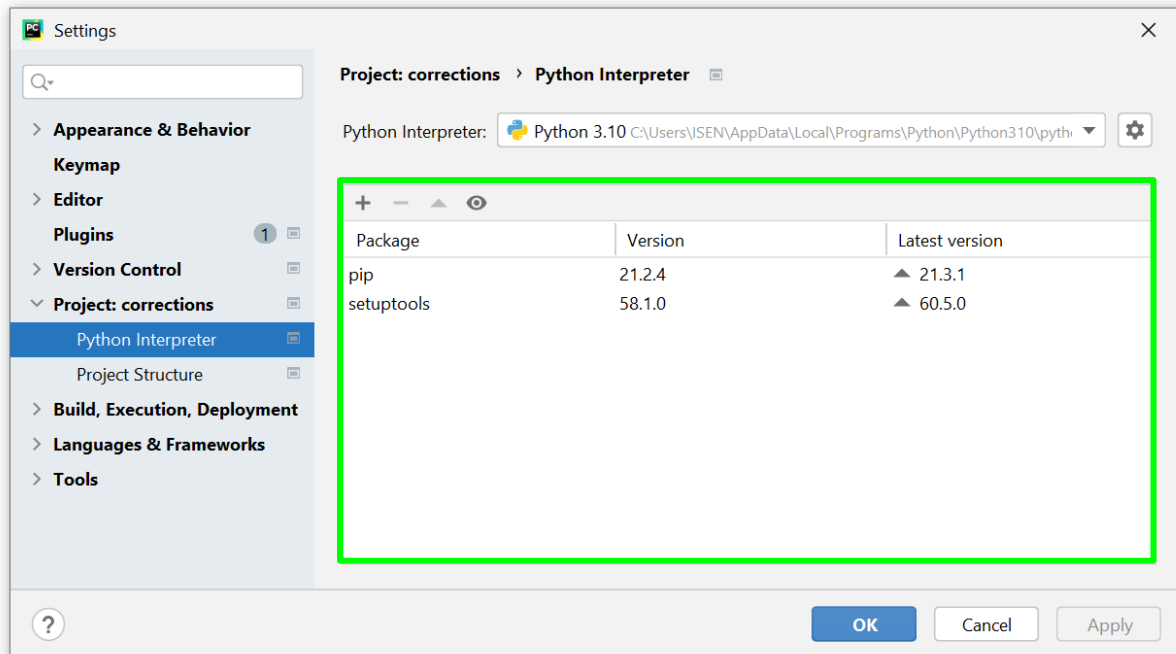 PC
Settings
Project: corrections › Python Interpreter
Python Interpreter: Python 3.10 C:\Users\ISEN\AppData\Local\Programs\Python\Python310\pyth
Appearance & Behavior
Keymap
Editor
Plugins 1
Version Control
Project: corrections
Python Interpreter
Project Structure
Build, Execution, Deployment
Languages & Frameworks
Tools
Package Version Latest version
pip 21.2.4 21.3.1
setuptools 58.1.0 60.5.0
?
OK Cancel Apply